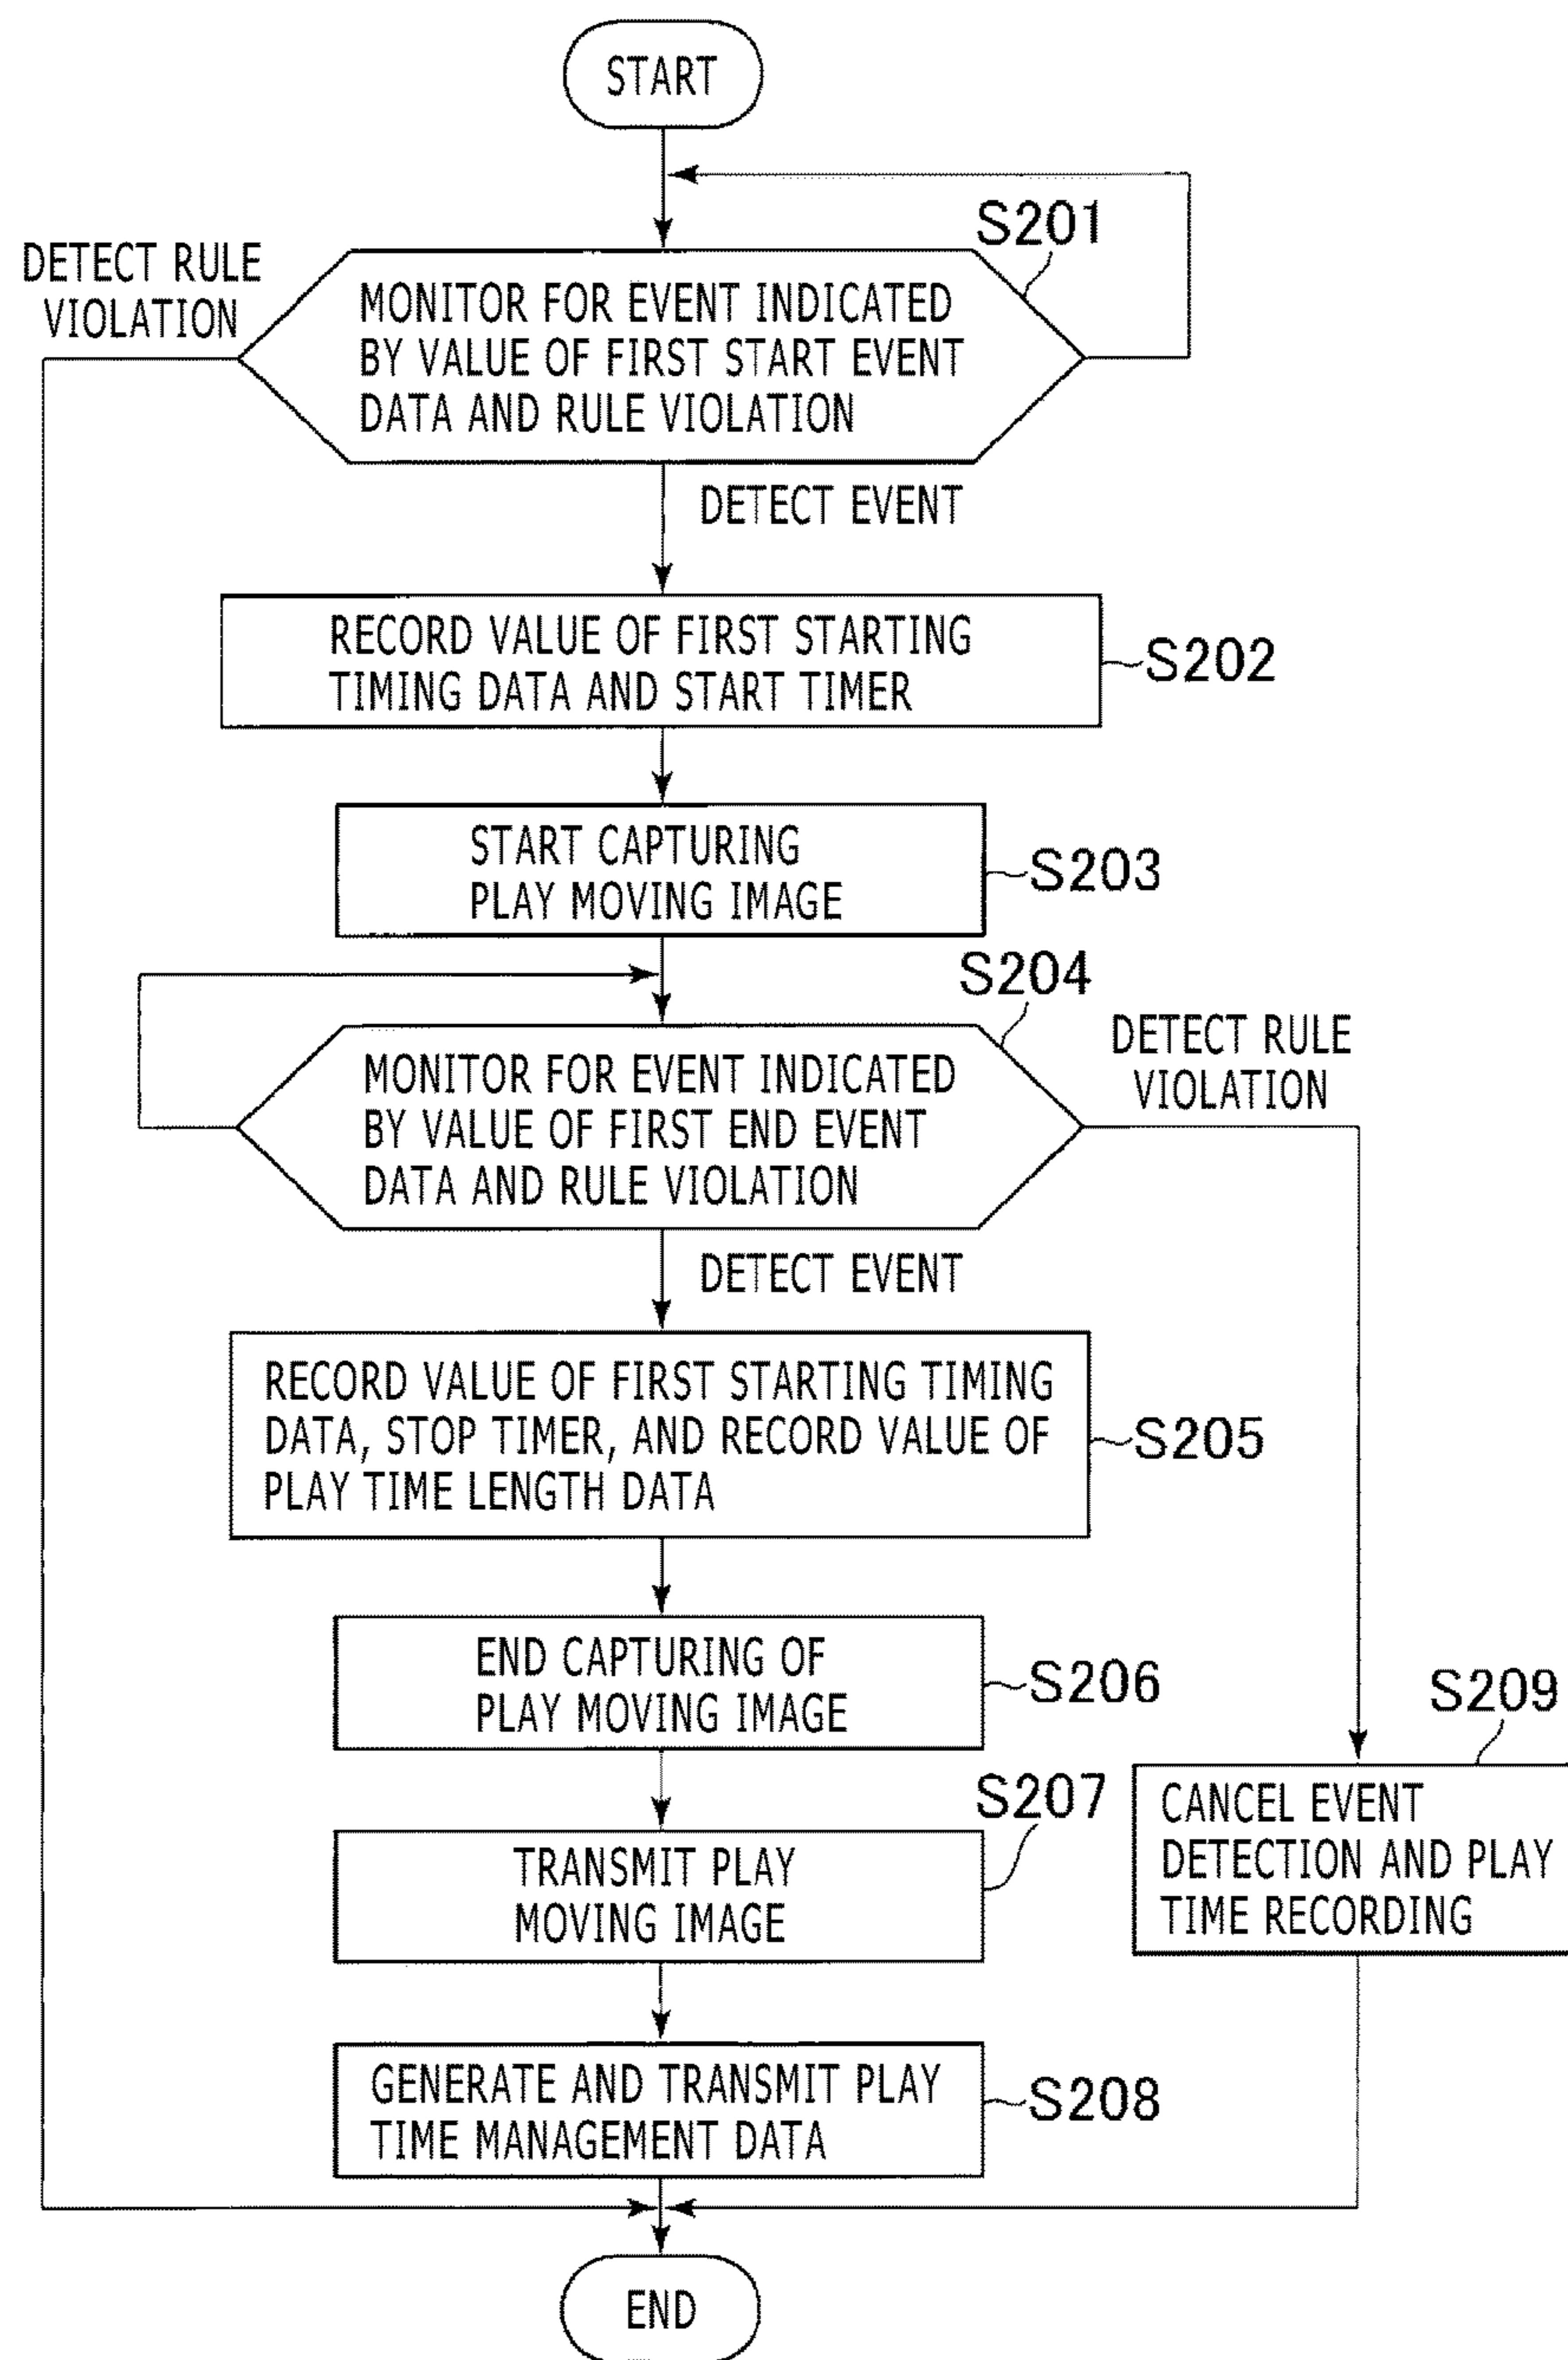 START
S201
DETECT RULE
VIOLATION
MONITOR FOR EVENT INDICATED
BY VALUE OF FIRST START EVENT
DATA AND RULE VIOLATION
DETECT EVENT
RECORD VALUE OF FIRST STARTING
TIMING DATA AND START TIMER
S202
START CAPTURING
PLAY MOVING IMAGE
S203
S204
MONITOR FOR EVENT INDICATED
BY VALUE OF FIRST END EVENT
DATA AND RULE VIOLATION
DETECT RULE
VIOLATION
DETECT EVENT
RECORD VALUE OF FIRST STARTING TIMING
DATA, STOP TIMER, AND RECORD VALUE OF
PLAY TIME LENGTH DATA
S205
END CAPTURING OF
PLAY MOVING IMAGE
S206
S209
CANCEL EVENT
DETECTION AND PLAY
TIME RECORDING
S207
TRANSMIT PLAY
MOVING IMAGE
GENERATE AND TRANSMIT PLAY
TIME MANAGEMENT DATA
S208
END